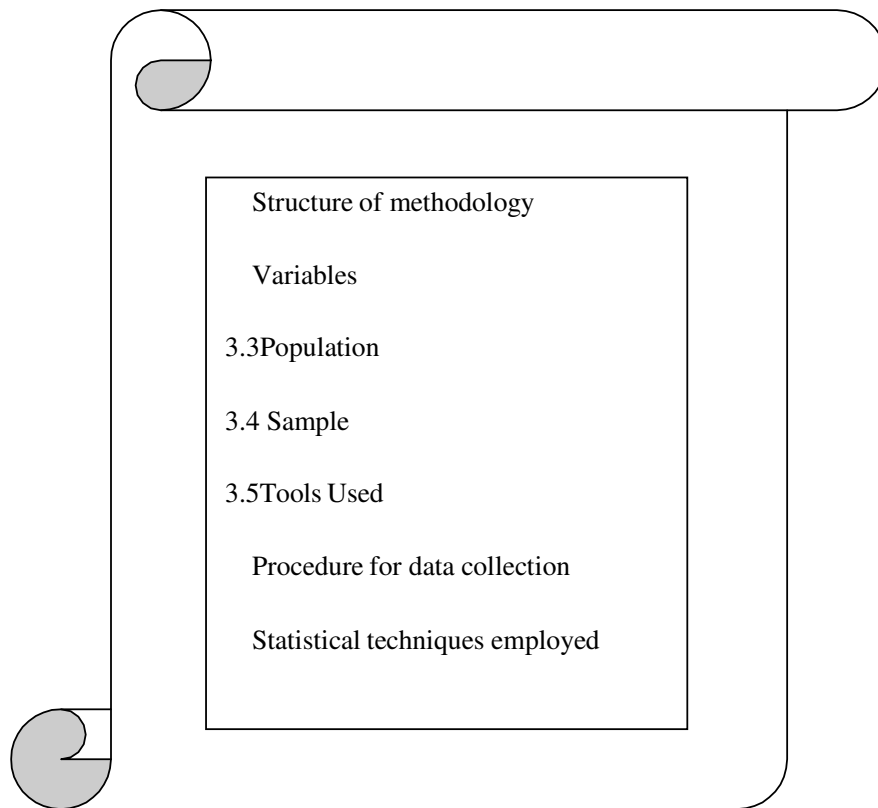 Structure of methodology
Variables
3.3Population
3.4 Sample
3.5Tools Used
Procedure for data collection
Statistical techniques employed